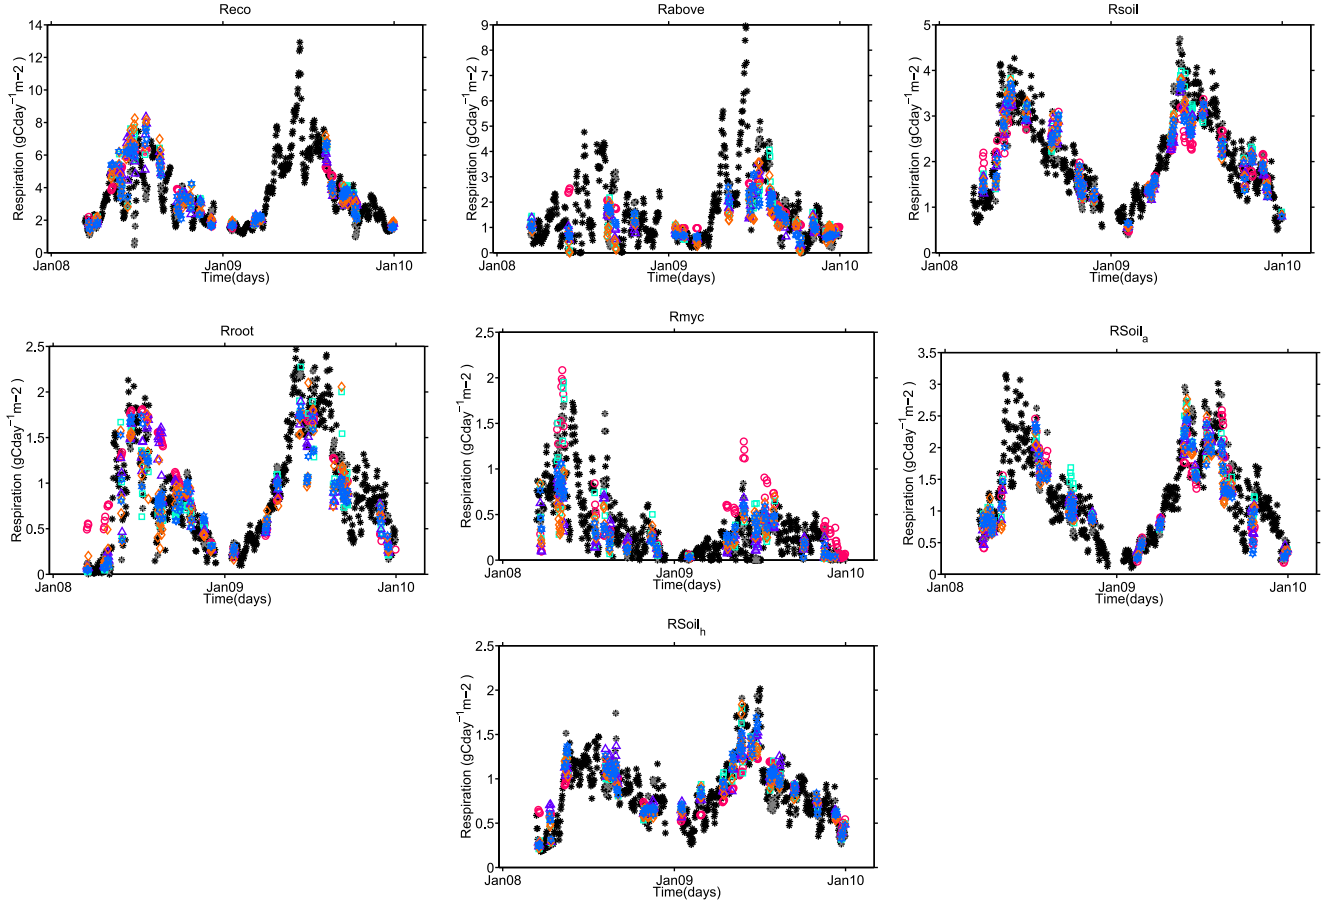 Reco
Respiration (gCday−1m−2 )
14
12
10
8
6
4
2
0
Jan08
Jan09
Jan10
Time(days)
Rabove
Respiration (gCday−1m−2 )
9
8
7
6
5
4
3
2
1
0
Jan08
Jan09
Jan10
Time(days)
Rsoil
Respiration (gCday−1m−2 )
5
4
3
2
1
0
Jan08
Jan09
Jan10
Time(days)
Rroot
Respiration (gCday−1m−2 )
2.5
2
1.5
1
0.5
0
Jan08
Jan09
Jan10
Time(days)
Rmyc
Respiration (gCday−1m−2 )
2.5
2
1.5
1
0.5
0
Jan08
Jan09
Jan10
Time(days)
RSoila
Respiration (gCday−1m−2 )
3.5
3
2.5
2
1.5
1
0.5
0
Jan08
Jan09
Jan10
Time(days)
RSoilh
Respiration (gCday−1m−2 )
2.5
2
1.5
1
0.5
0
Jan08
Jan09
Jan10
Time(days)